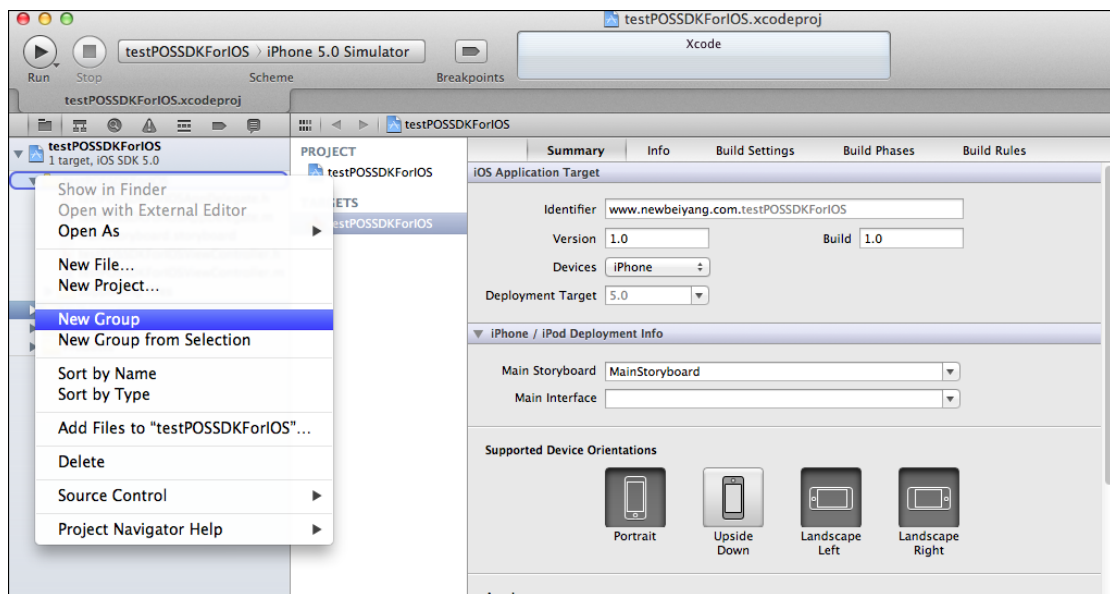 testPOSSDKForIOS.xcodeproj
testPOSSDKForIOS › iPhone 5.0 Simulator
Xcode
Run Stop Scheme Breakpoints
testPOSSDKForIOS.xcodeproj
testPOSSDKForIOS
testPOSSDKForIOS
1 target, iOS SDK 5.0
PROJECT
testPOSSDKForIOS
ETS
estPOSSDKForIOS
Show in Finder
Open with External Editor
Open As
New File...
New Project...
New Group
New Group from Selection
Sort by Name
Sort by Type
Add Files to “testPOSSDKForIOS”...
Delete
Source Control
Project Navigator Help
Summary Info Build Settings Build Phases Build Rules
iOS Application Target
Identifier www.newbeiyang.com.testPOSSDKForIOS
Version 1.0 Build 1.0
Devices iPhone
Deployment Target 5.0
iPhone / iPod Deployment Info
Main Storyboard MainStoryboard
Main Interface
Supported Device Orientations
Portrait
Upside Down
Landscape Left
Landscape Right